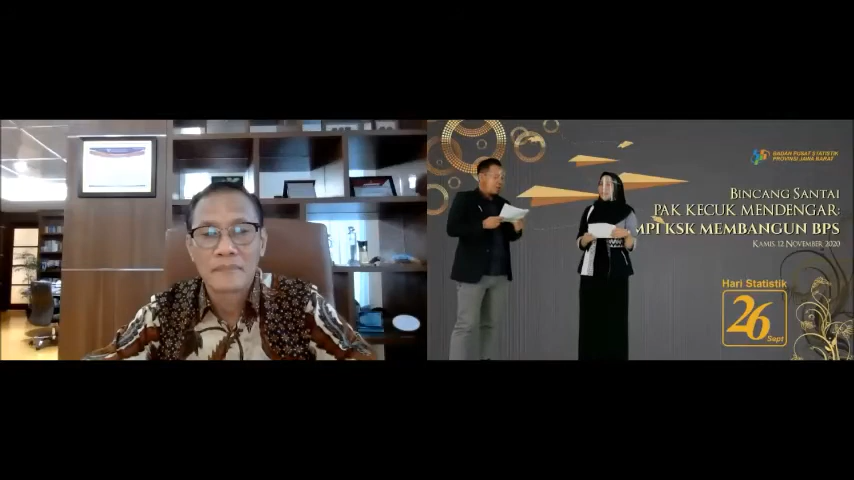 BADAN PUSAT STATISTIK
PROVINSI JAWA BARAT
BINCANG SANTAI
PAK KECUK MENDENGAR:
MPI KSK MEMBANGUN BPS
KAMIS, 12 NOVEMBER 2020
Hari Statistik
26
Sept